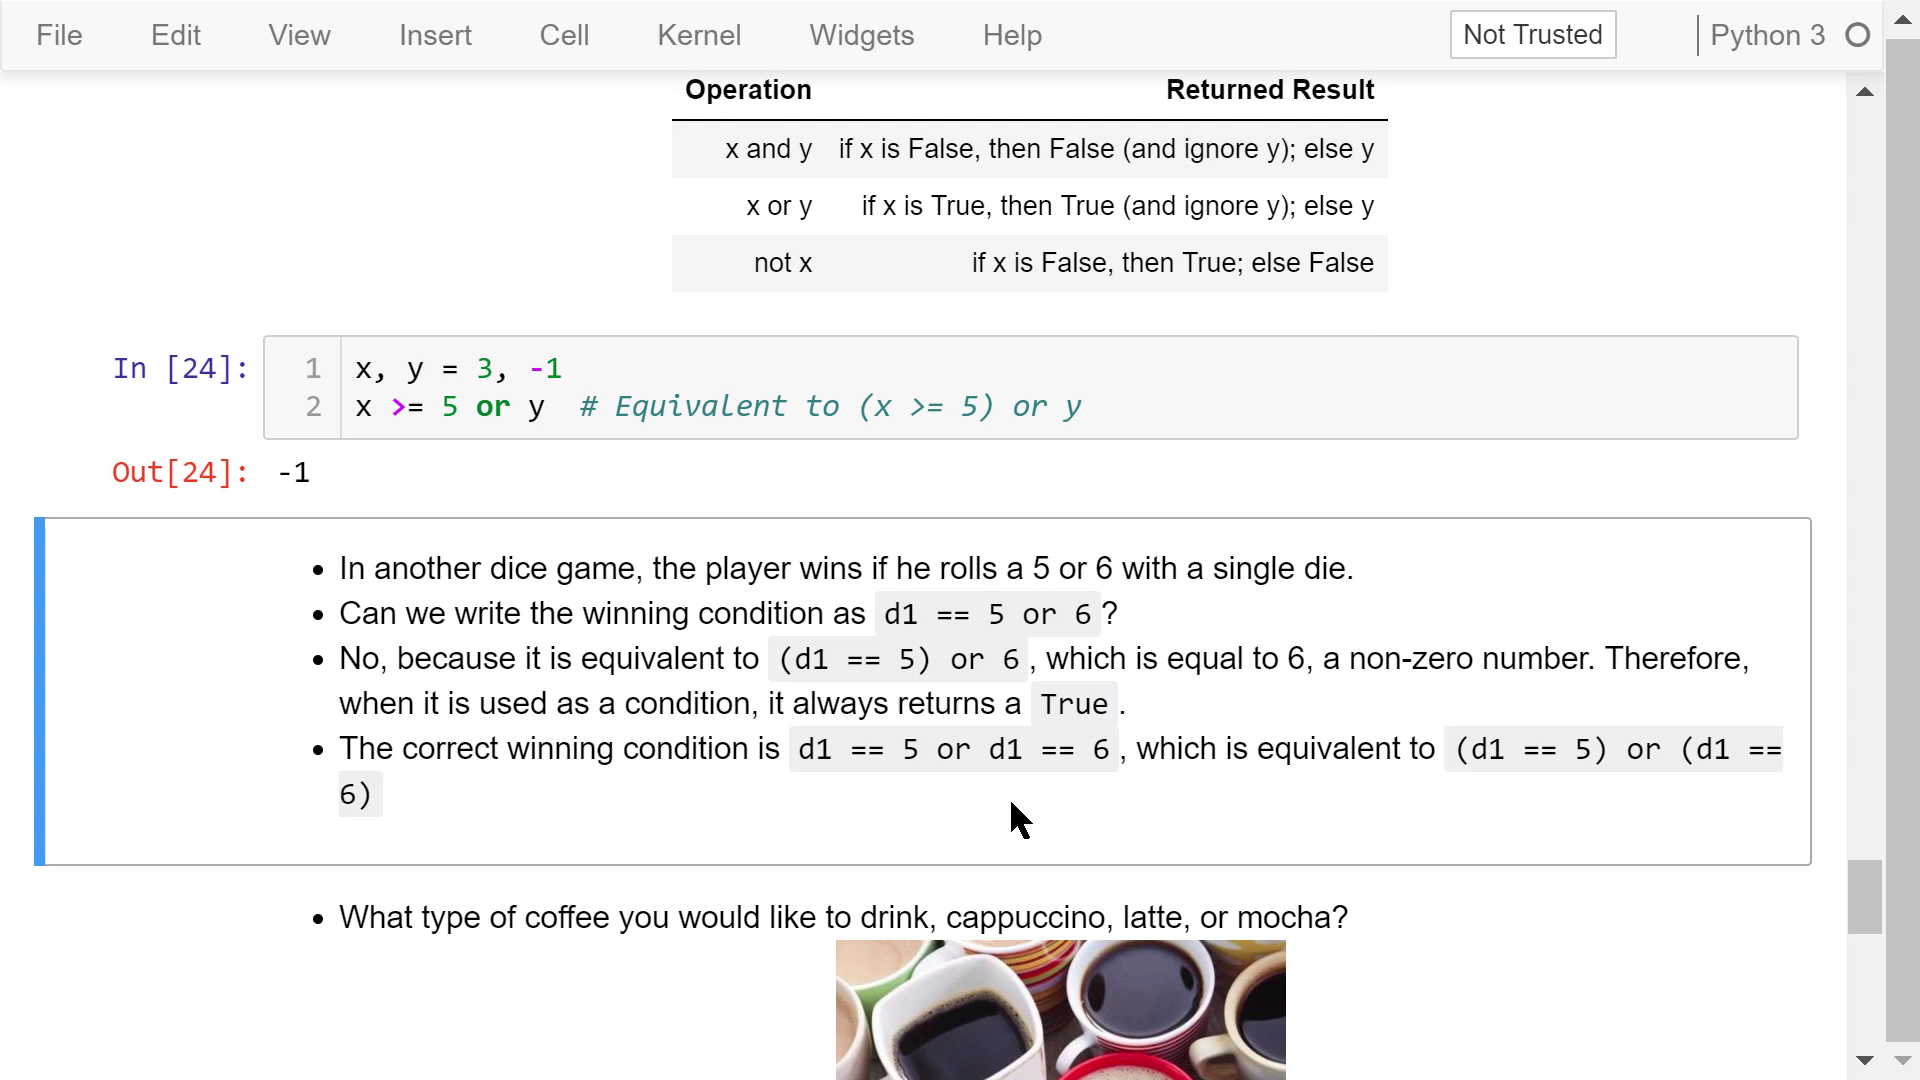 File Edit View Insert Cell Kernel Widgets Help Not Trusted Python 3
Operation Returned Result
x and y if x is False, then False (and ignore y); else y
x or y if x is True, then True (and ignore y); else y
not x if x is False, then True; else False
In [24]: 1 x, y = 3, -1
2 x >= 5 or y # Equivalent to (x >= 5) or y
Out[24]: -1
• In another dice game, the player wins if he rolls a 5 or 6 with a single die.
• Can we write the winning condition as d1 == 5 or 6 ?
• No, because it is equivalent to (d1 == 5) or 6 , which is equal to 6, a non-zero number. Therefore,
when it is used as a condition, it always returns a True .
• The correct winning condition is d1 == 5 or d1 == 6 , which is equivalent to (d1 == 5) or (d1 ==
6)
• What type of coffee you would like to drink, cappuccino, latte, or mocha?